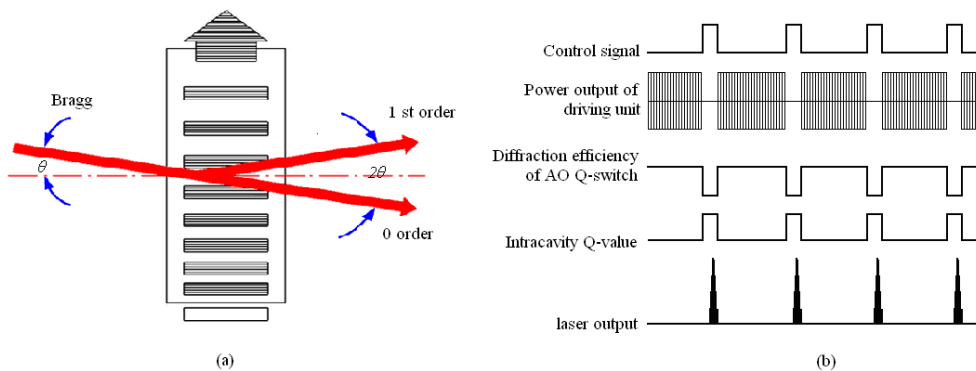 Bragg
θ
1 st order
2θ
0 order
(a)
Control signal
Power output of
driving unit
Diffraction efficiency
of AO Q-switch
Intracavity Q-value
laser output
(b)